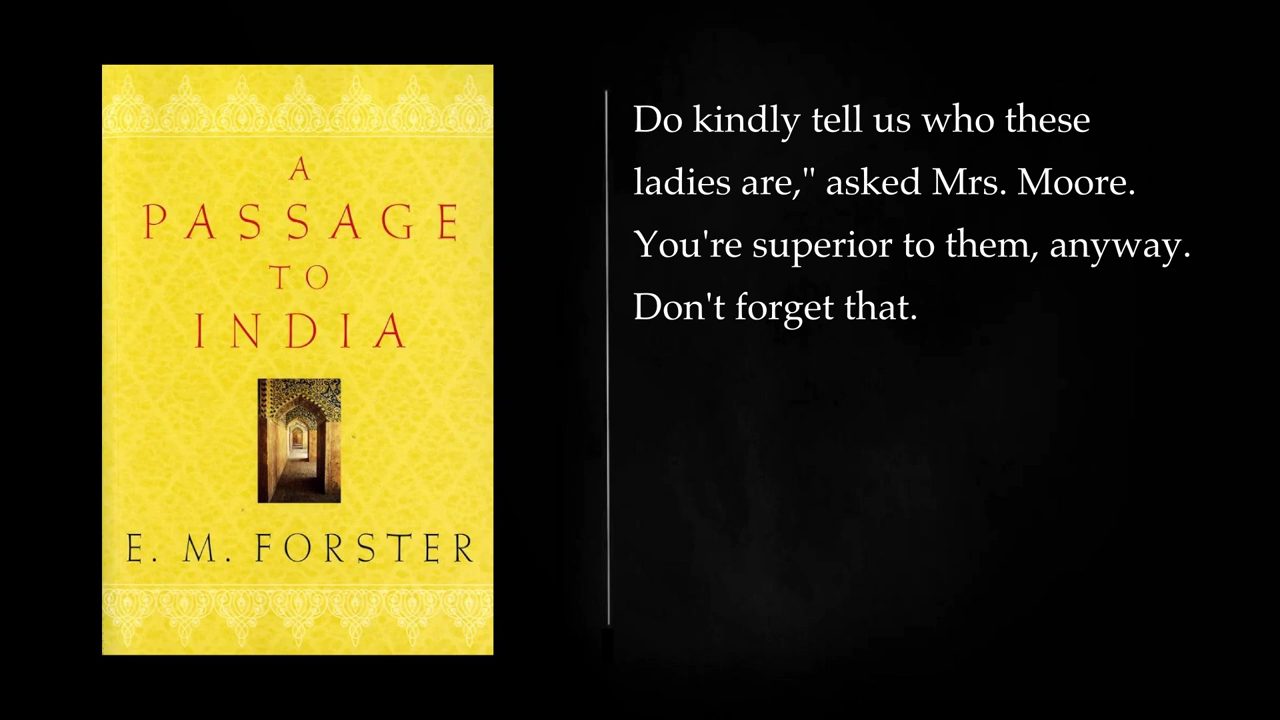 A
PASSAGE
TO
INDIA
E. M. FORSTER
Do kindly tell us who these
ladies are," asked Mrs. Moore.
You're superior to them, anyway.
Don't forget that.